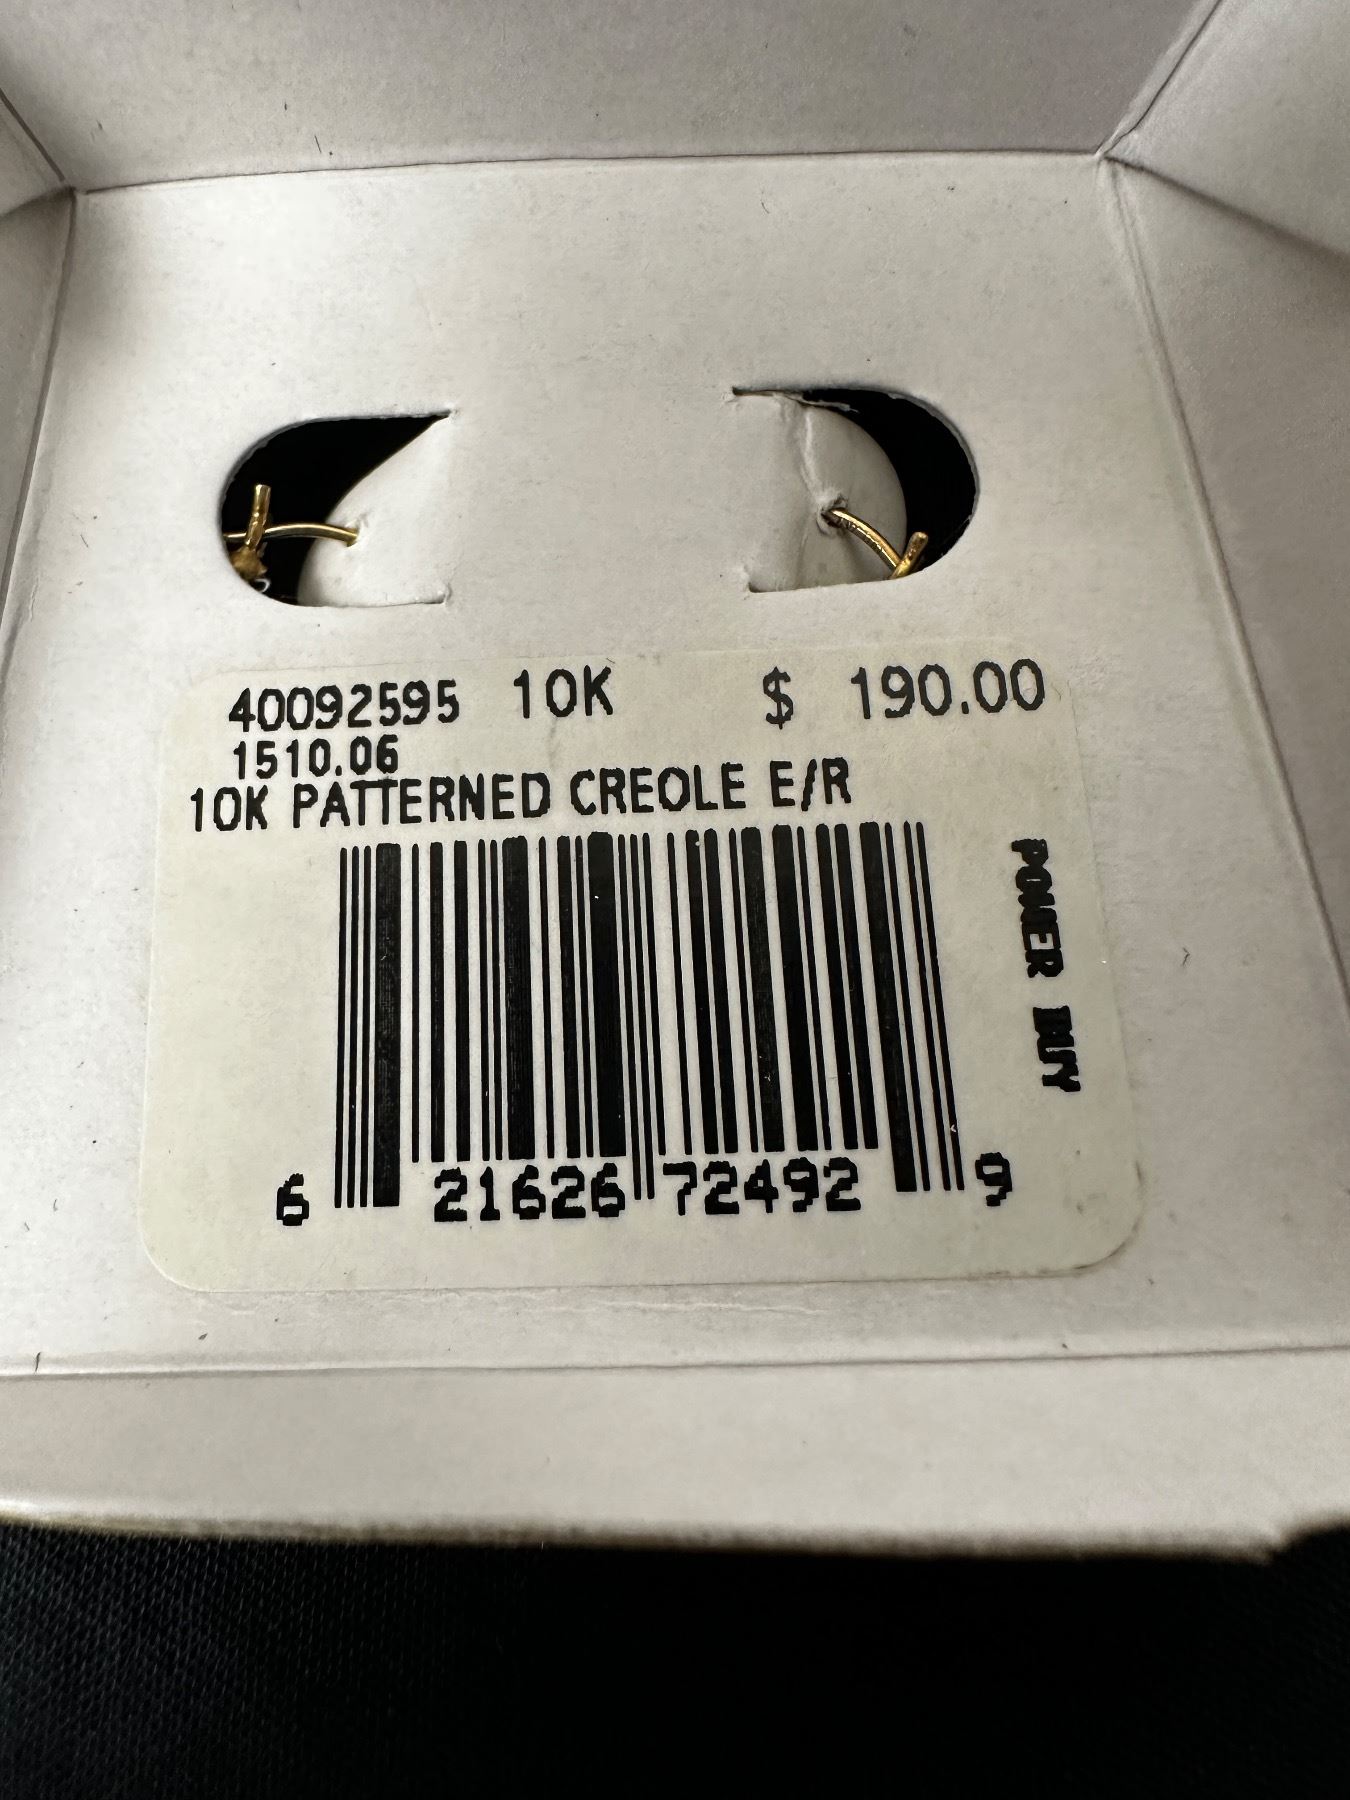 40092595 10K $ 190.00
1510.06
10K PATTERNED CREOLE E/R
POWER BUY
6 21626 72492 9